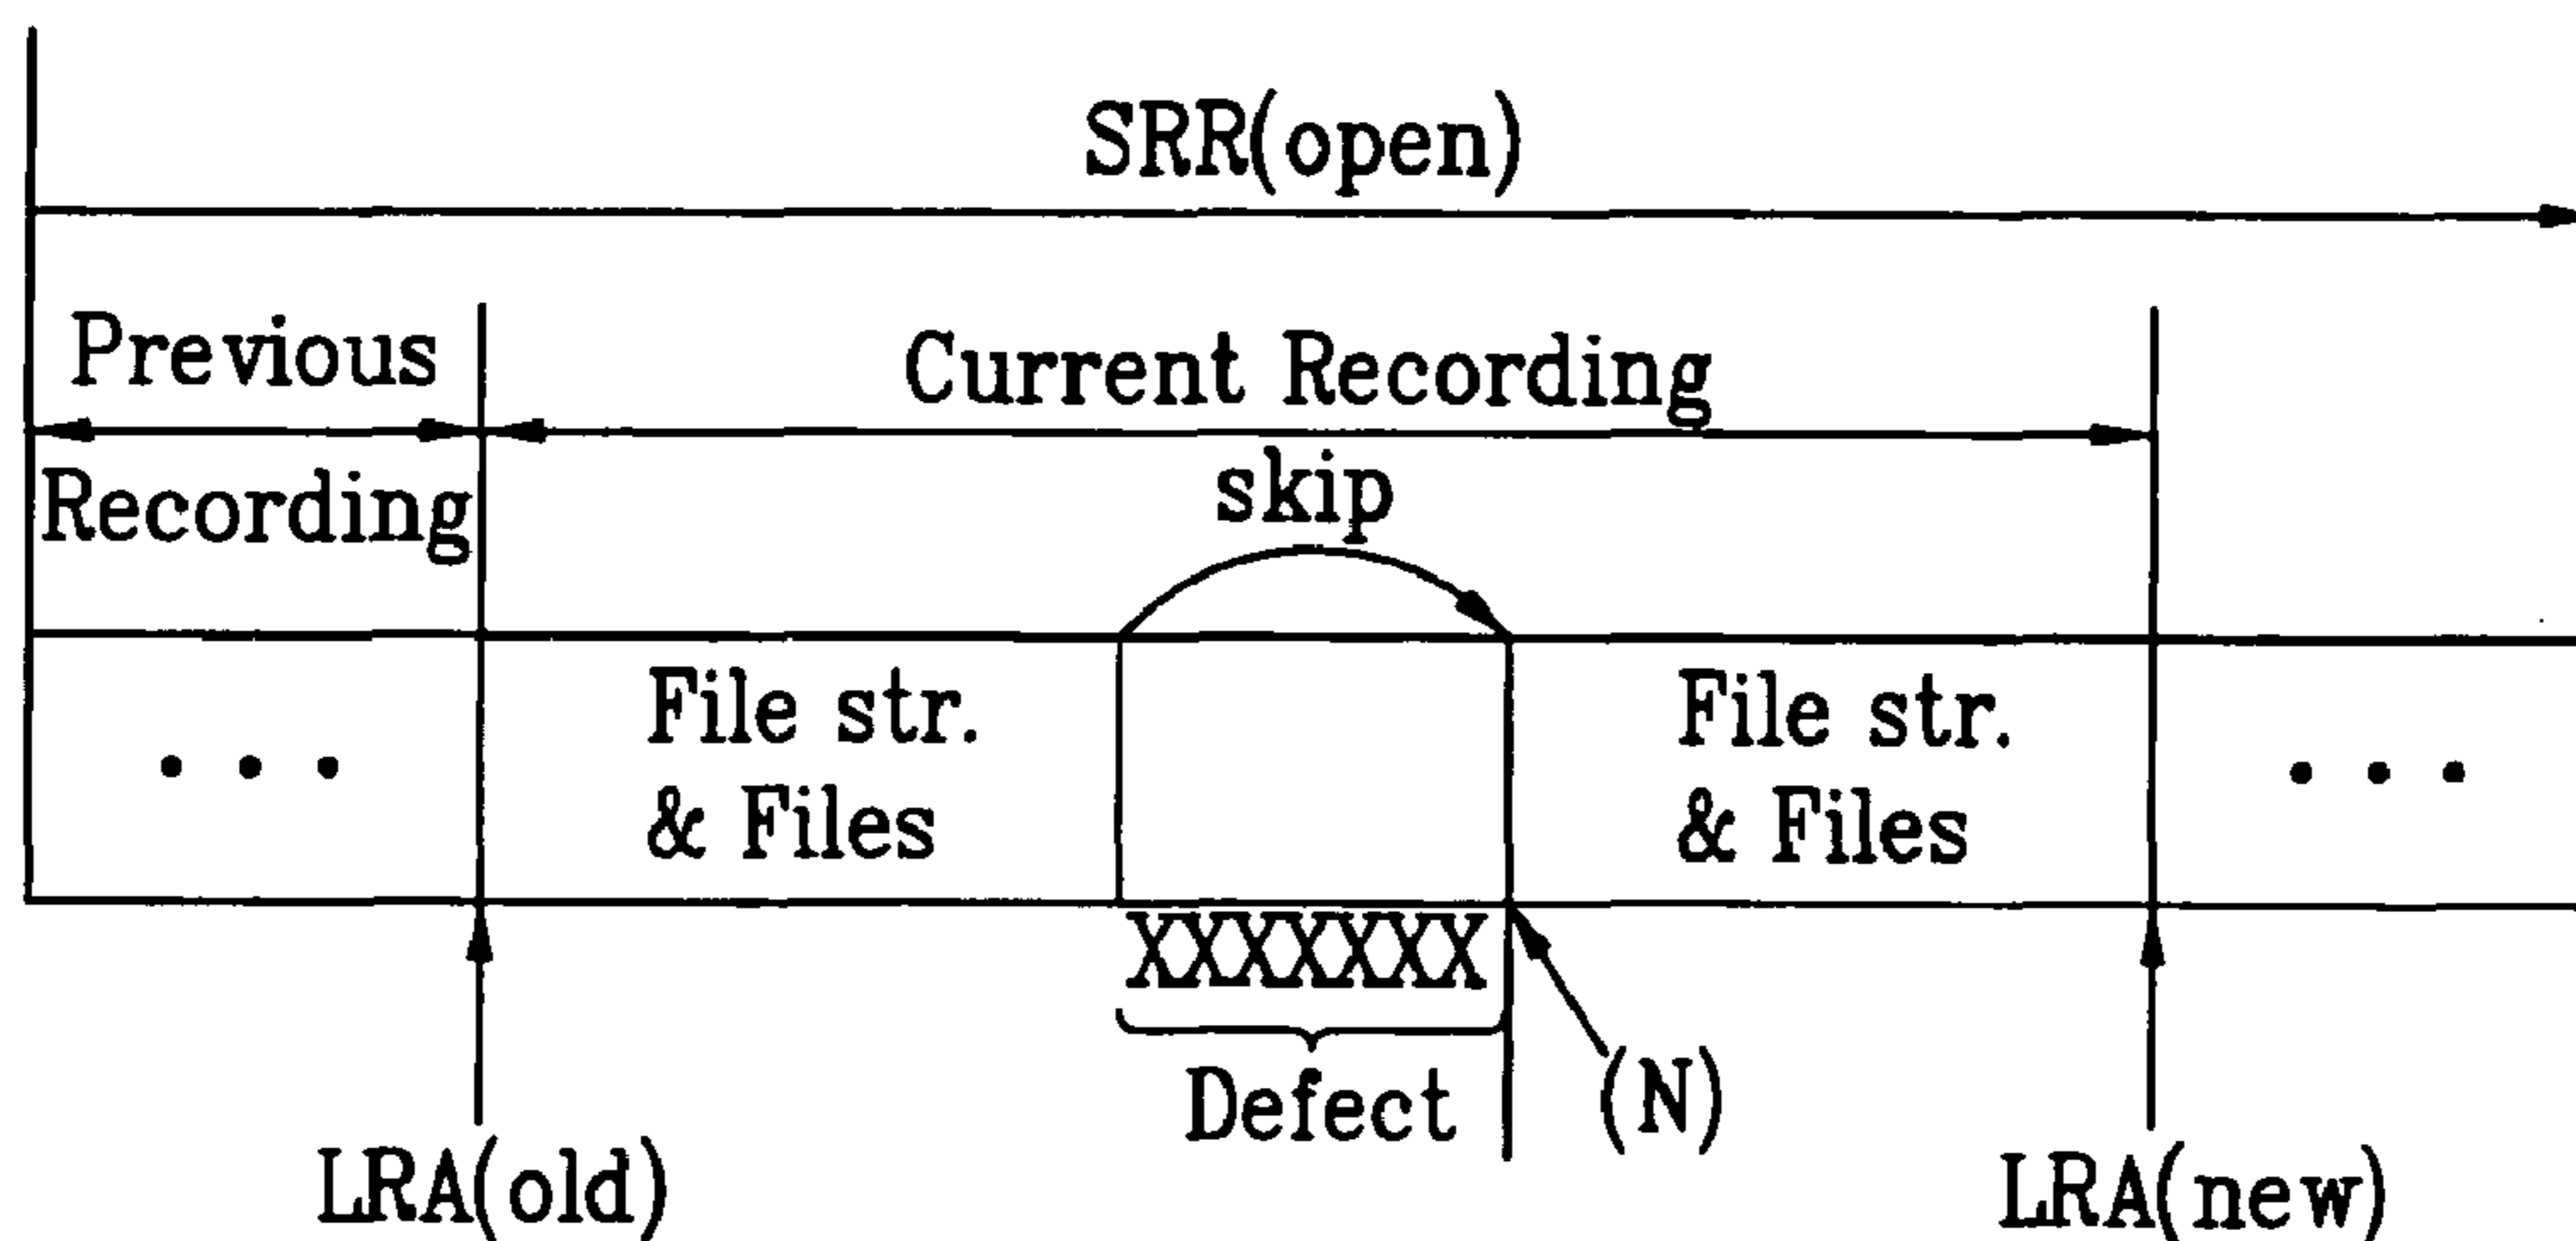 SRR(open)
Previous
Recording
Current Recording
skip
• • •
File str.
& Files
File str.
& Files
• • •
XXXXXXX
Defect
(N)
LRA(old)
LRA(new)